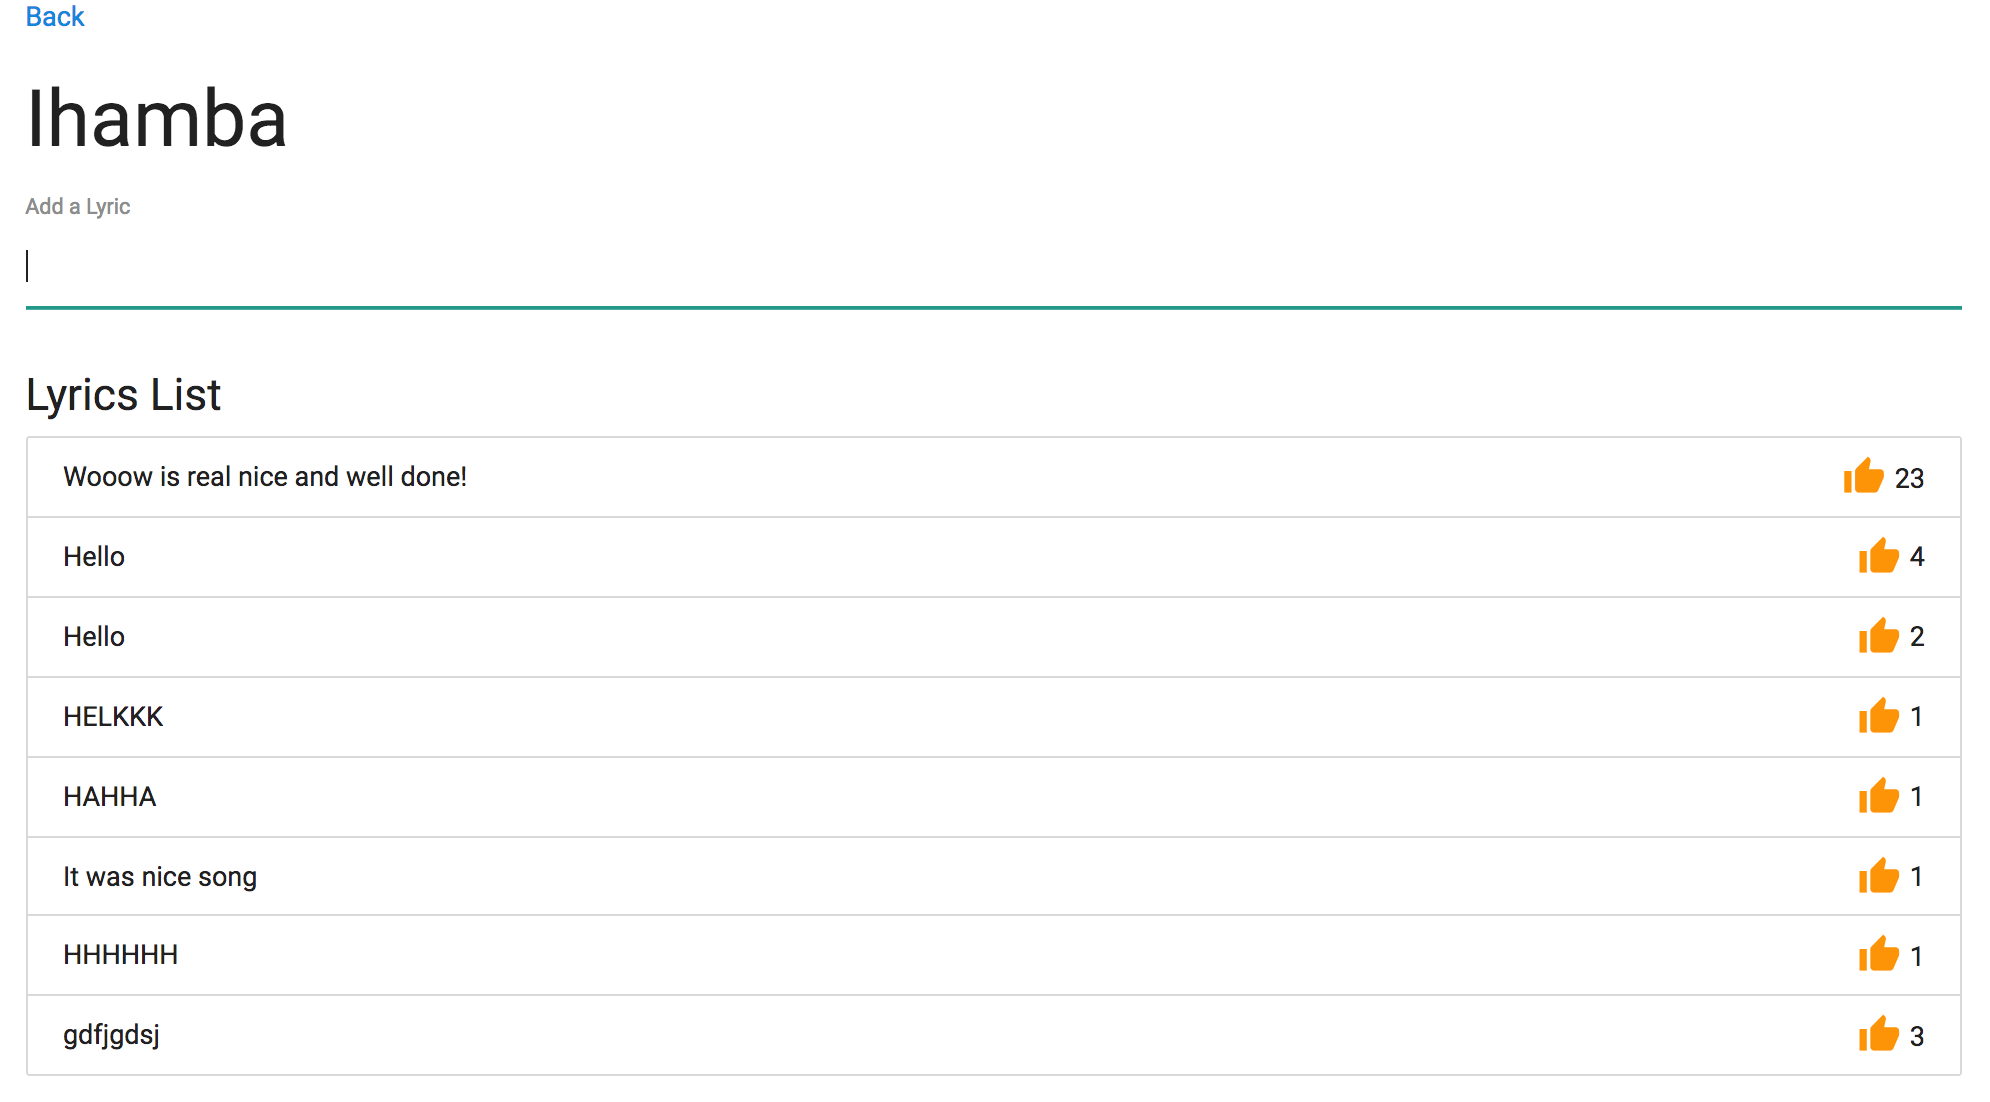 Back
Ihamba
Add a Lyric
Lyrics List
Wooow is real nice and well done! 23
Hello 4
Hello 2
HELKKK 1
HAHHA 1
It was nice song 1
HHHHHH 1
gdfjgdsj 3